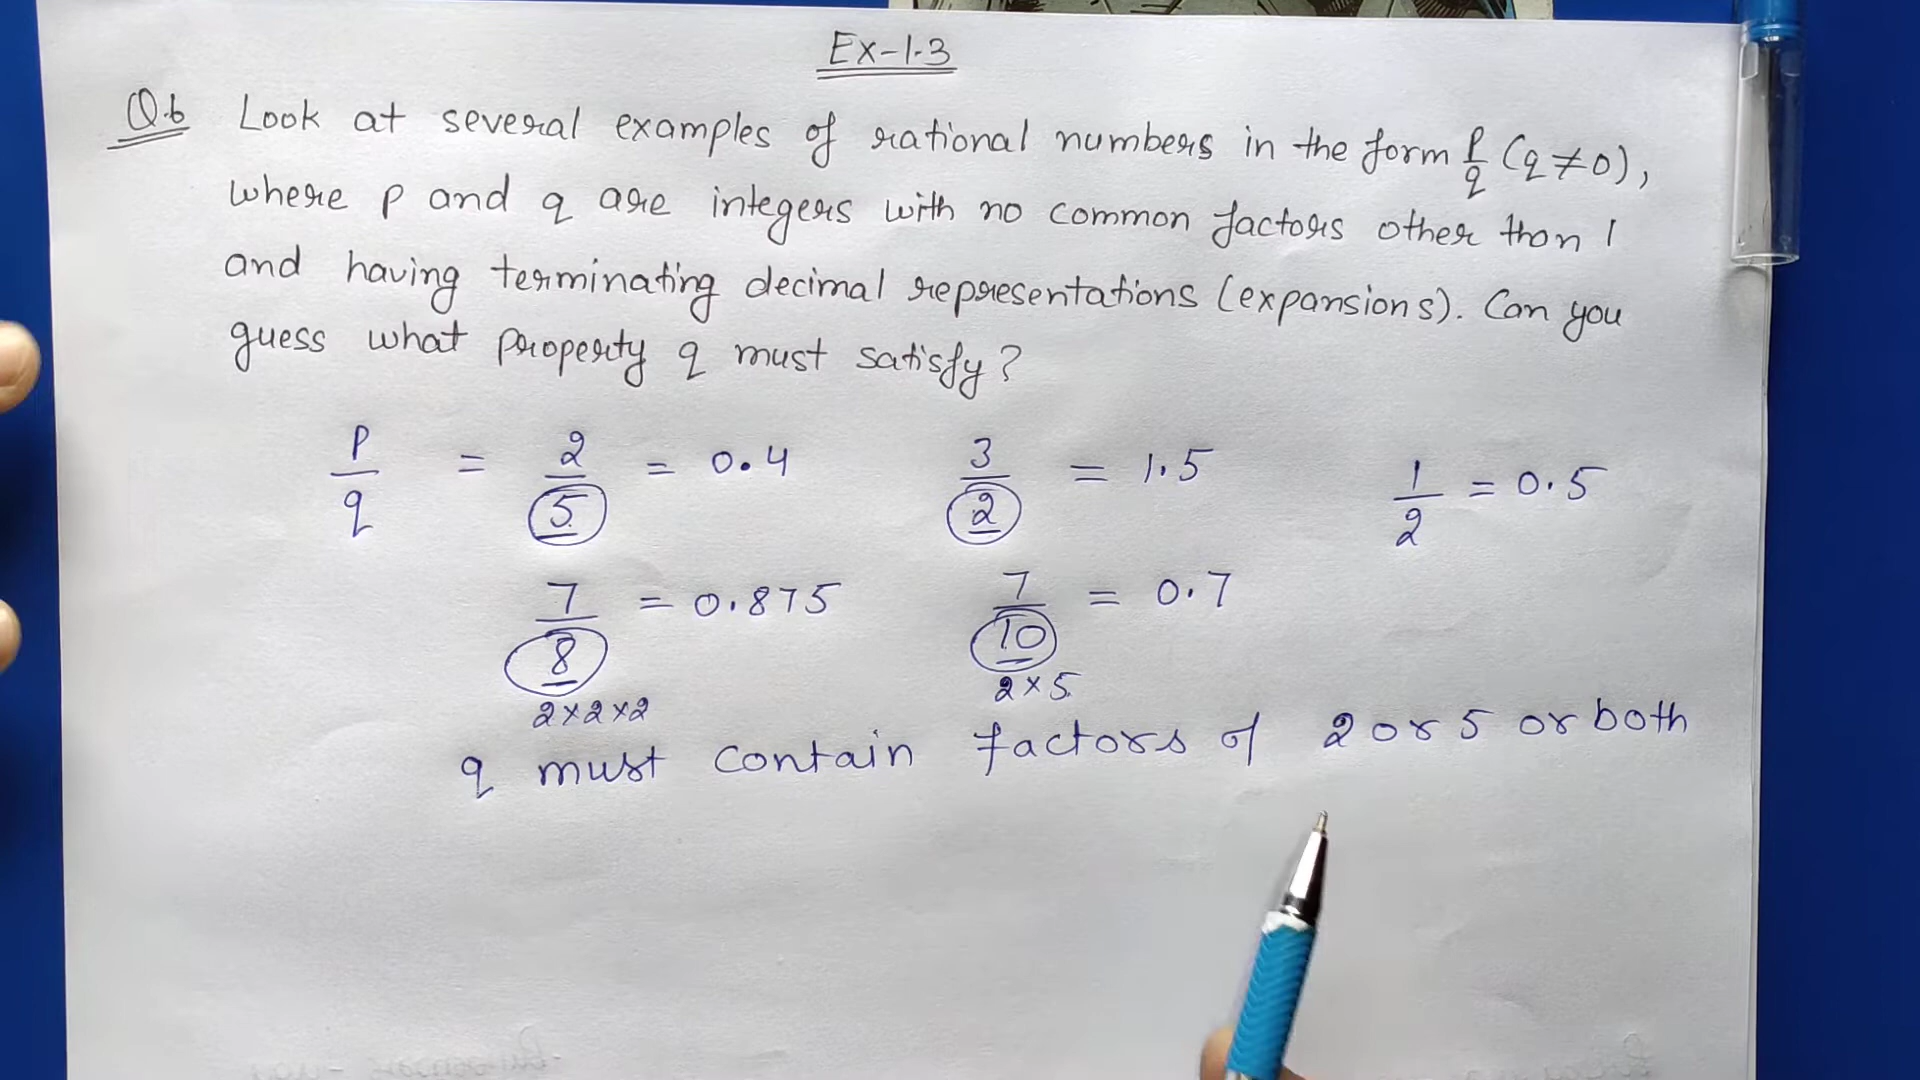 Ex-1.3
Q.6 Look at several examples of rational numbers in the form p/q (q≠0),
where p and q are integers with no common factors other than 1
and having terminating decimal representations (expansions). Can you
guess what property q must satisfy?
p/q = 2/5 = 0.4 3/2 = 1.5 1/2 = 0.5
7/8 = 0.875 7/10 = 0.7
2×2×2 2×5
q must contain factors of 2 or 5 or both